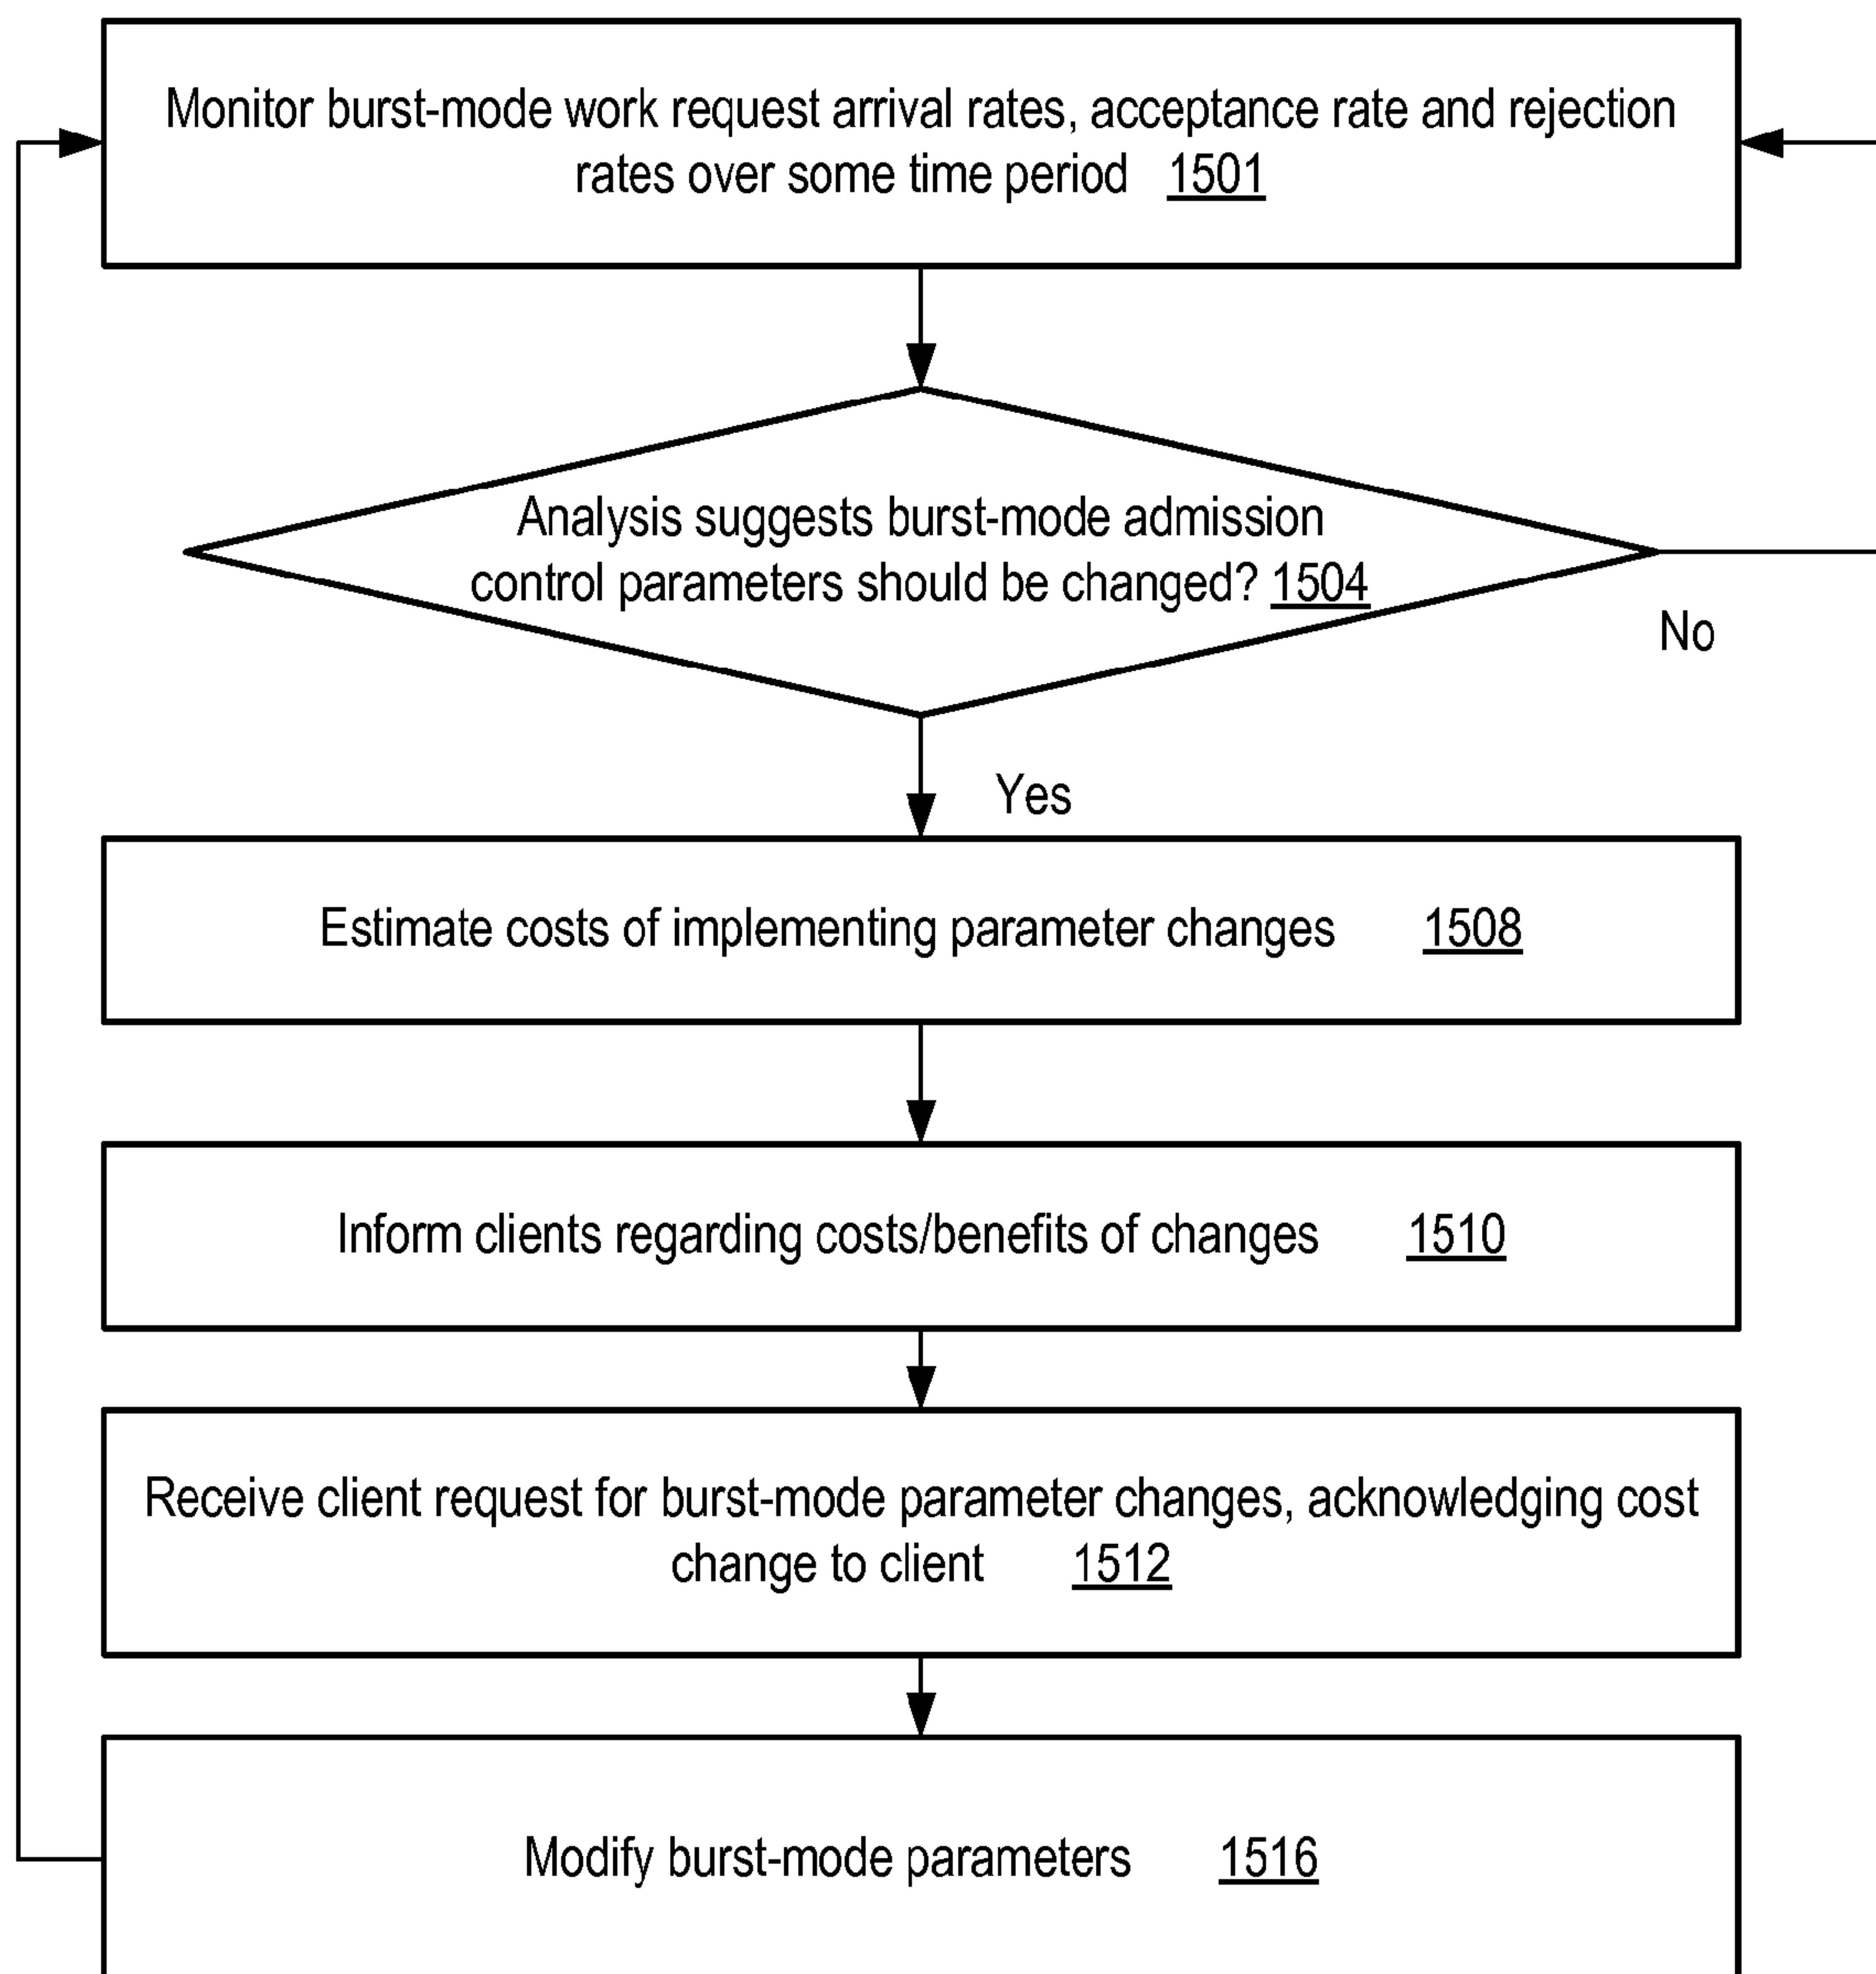 Monitor burst-mode work request arrival rates, acceptance rate and rejection
rates over some time period 1501
Analysis suggests burst-mode admission
control parameters should be changed? 1504
No
Yes
Estimate costs of implementing parameter changes 1508
Inform clients regarding costs/benefits of changes 1510
Receive client request for burst-mode parameter changes, acknowledging cost
change to client 1512
Modify burst-mode parameters 1516